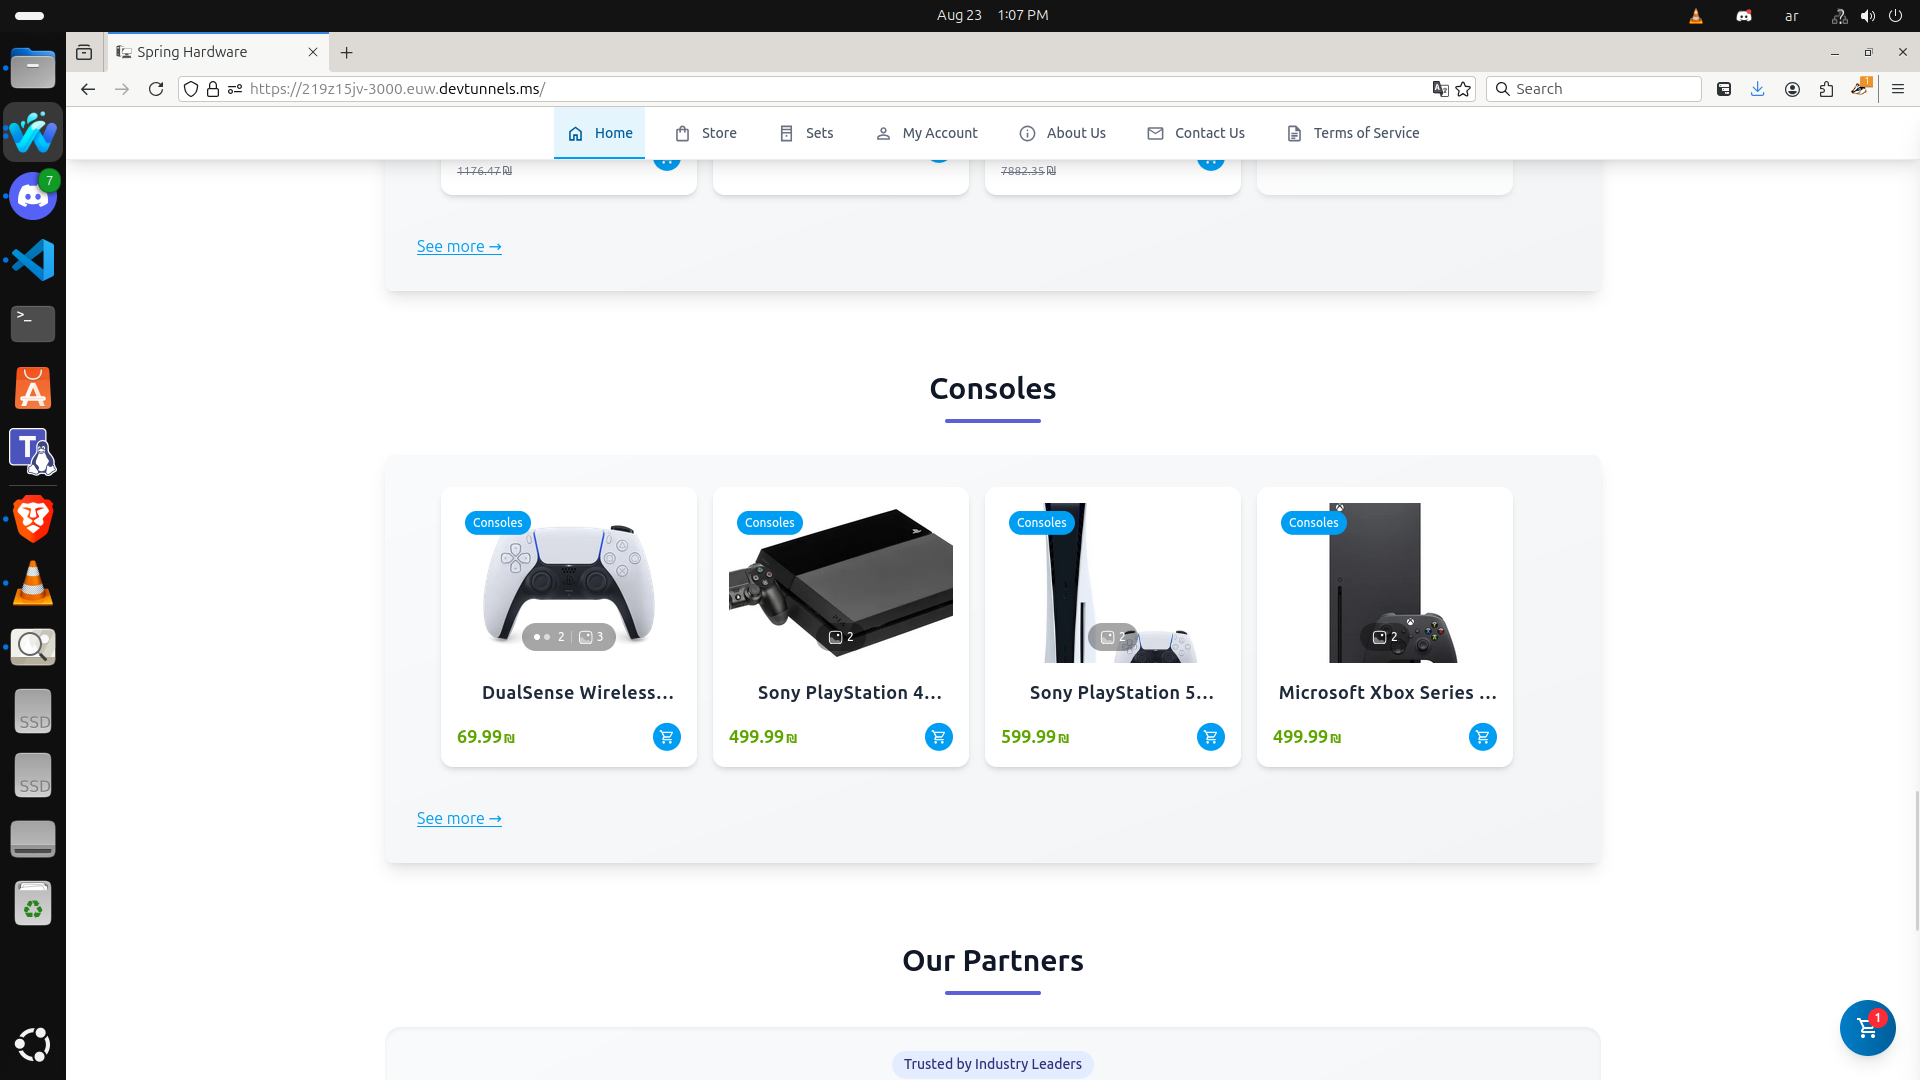 Aug 23 1:07 PM
ar
Spring Hardware
https://219z15jv-3000.euw.devtunnels.ms/
Search
1
Home
Store
Sets
My Account
About Us
Contact Us
Terms of Service
7
1176.47₪
7882.35₪
See more →
Consoles
Consoles
Consoles
Consoles
Consoles
2
3
2
2
2
DualSense Wireless...
Sony PlayStation 4...
Sony PlayStation 5...
Microsoft Xbox Series ...
69.99₪
499.99₪
599.99₪
499.99₪
See more →
Our Partners
Trusted by Industry Leaders
1
>_
A
T
SSD
SSD